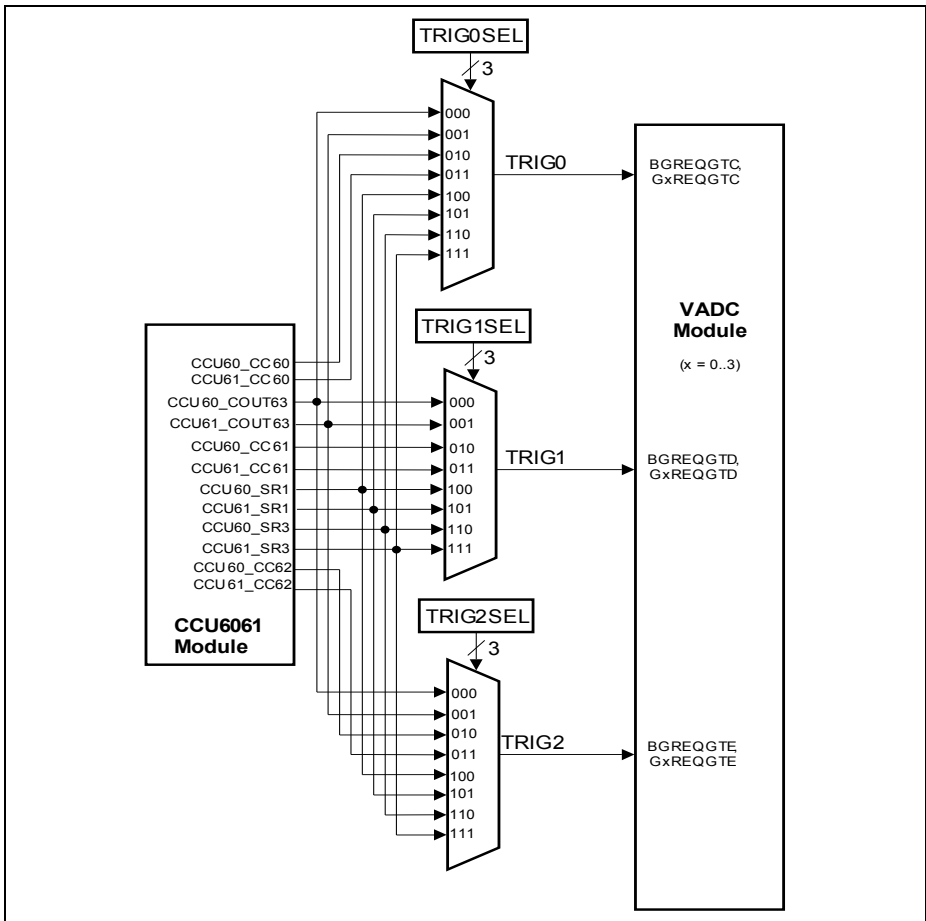 TRIG0SEL
3
000
001
010
011
100
101
110
111
TRIG0
BGREQGTC,
GxREQGTC
VADC
Module
(x = 0..3)
TRIG1SEL
3
000
001
010
011
100
101
110
111
TRIG1
BGREQGTD,
GxREQGTD
CCU60_CC60
CCU61_CC60
CCU60_COUT63
CCU61_COUT63
CCU60_CC61
CCU61_CC61
CCU60_SR1
CCU61_SR1
CCU60_SR3
CCU61_SR3
CCU60_CC62
CCU61_CC62
CCU6061
Module
TRIG2SEL
3
000
001
010
011
100
101
110
111
TRIG2
BGREQGTE,
GxREQGTE